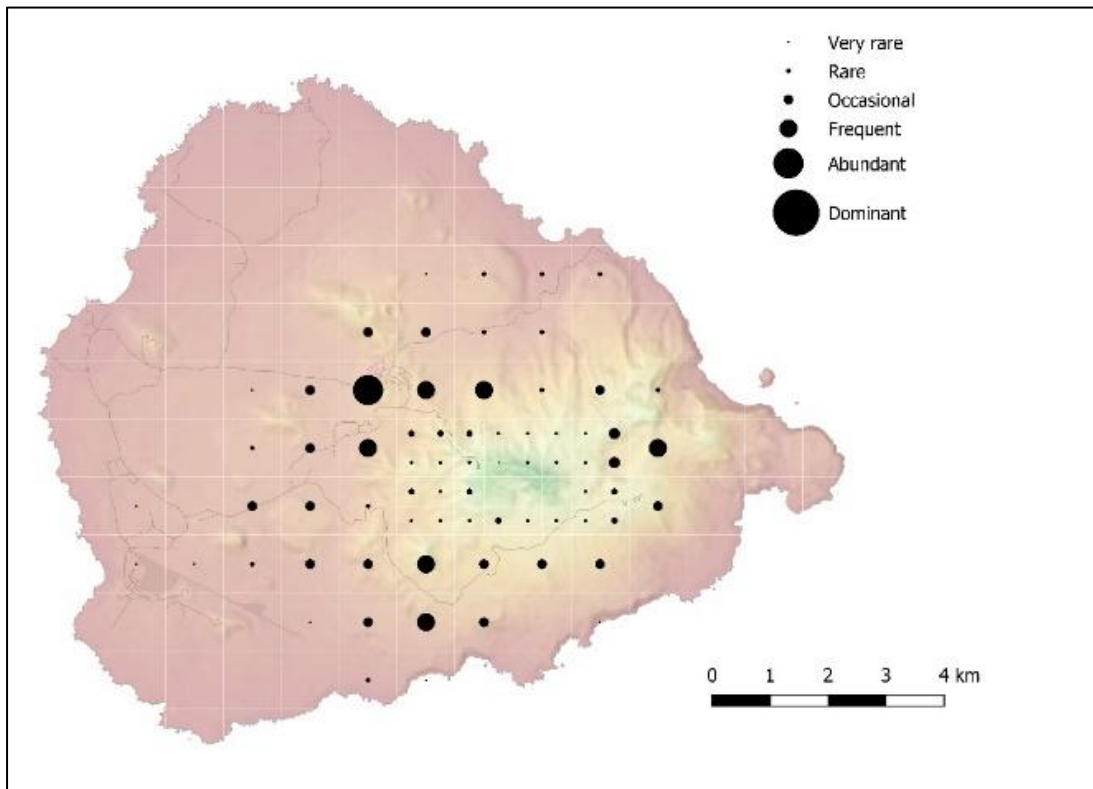 Very rare
Rare
Occasional
Frequent
Abundant
Dominant
0 1 2 3 4 km